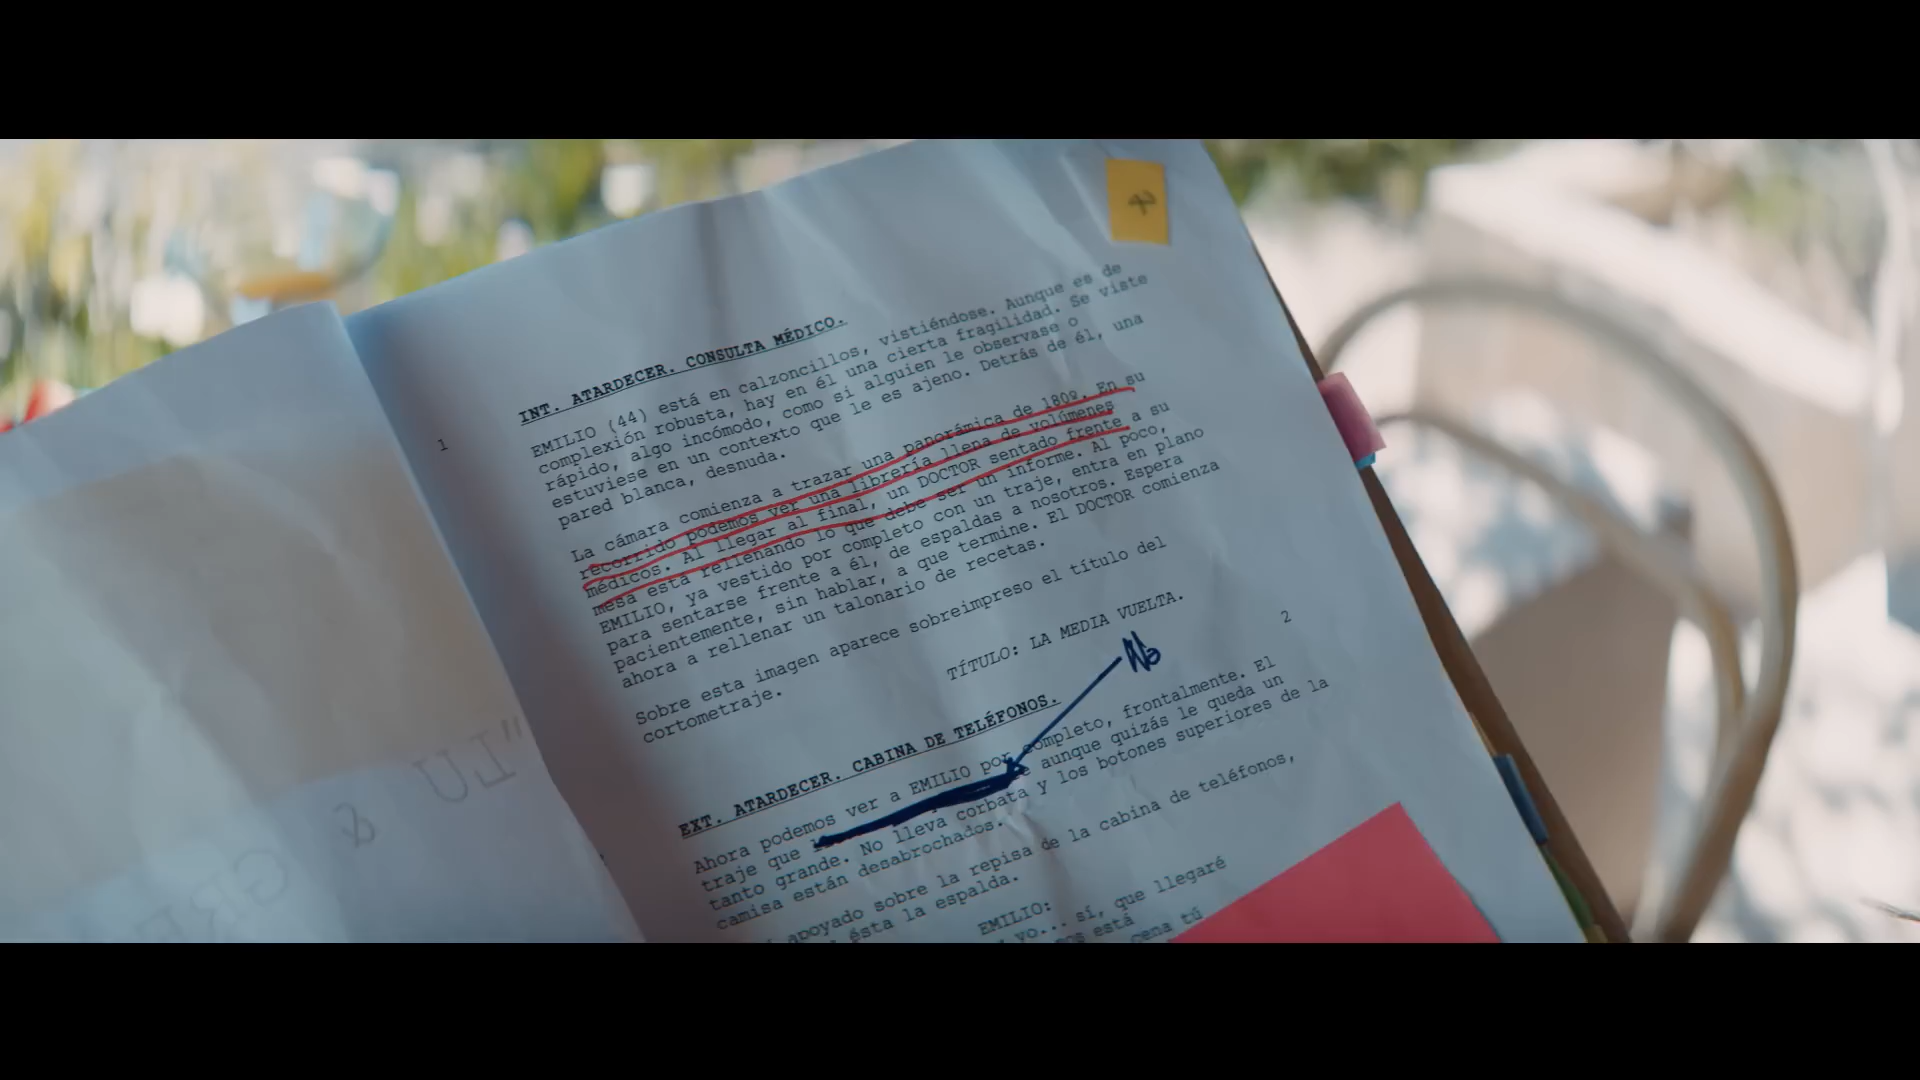 1
INT. ATARDECER. CONSULTA MÉDICO.
EMILIO (44) está en calzoncillos, vistiéndose. Aunque es de
complexión robusta, hay en él una cierta fragilidad. Se viste
rápido, algo incómodo, como si alguien le observase o
estuviese en un contexto que le es ajeno. Detrás de él, una
pared blanca, desnuda.
La cámara comienza a trazar una panorámica de 180º. En su
recorrido podemos ver una librería llena de volúmenes
médicos. Al llegar al final, un DOCTOR sentado frente a su
mesa está rellenando lo que debe ser un informe. Al poco,
EMILIO, ya vestido por completo con un traje, entra en plano
para sentarse frente a él, de espaldas a nosotros. Espera
pacientemente, sin hablar, a que termine. El DOCTOR comienza
ahora a rellenar un talonario de recetas.
Sobre esta imagen aparece sobreimpreso el título del
cortometraje.
TÍTULO: LA MEDIA VUELTA.
No
2
EXT. ATARDECER. CABINA DE TELÉFONOS.
Ahora podemos ver a EMILIO por completo, frontalmente. El
traje que aunque quizás le queda un
tanto grande. No lleva corbata y los botones superiores de la
camisa están desabrochados.
apoyado sobre la repisa de la cabina de teléfonos,
ésta la espalda.
EMILIO:
yo... sí, que llegaré
está
cena tú